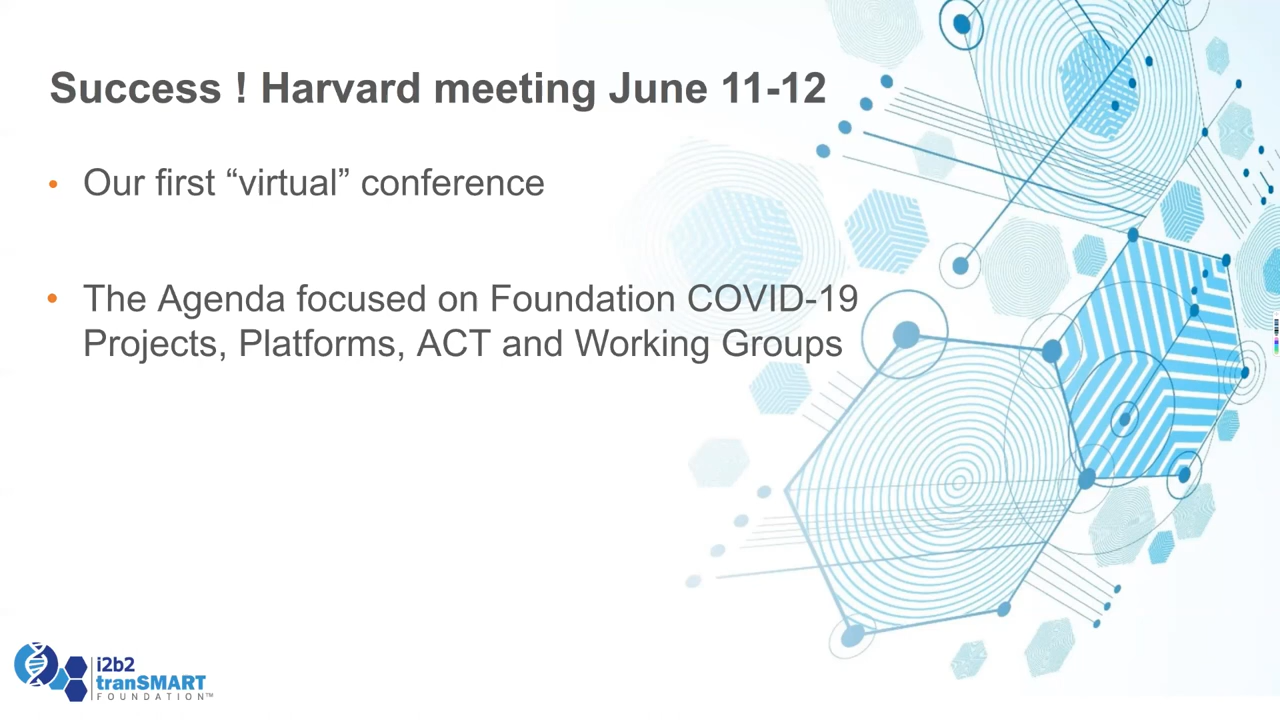 Success ! Harvard meeting June 11-12
• Our first “virtual” conference
• The Agenda focused on Foundation COVID-19
Projects, Platforms, ACT and Working Groups
i2b2
tranSMART
FOUNDATION™